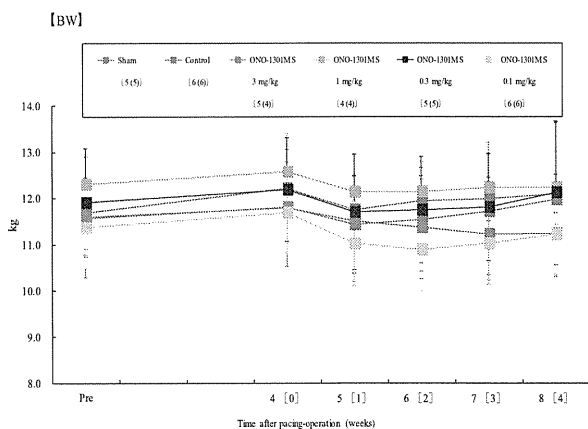 【BW】
Sham Control ONO-1301MS ONO-1301MS ONO-1301MS ONO-1301MS
[5(5)] [6(6)] 3 mg/kg 1 mg/kg 0.3 mg/kg 0.1 mg/kg
[5(4)] [4(4)] [5(5)] [6(6)]
14.0
13.0
12.0
11.0
10.0
9.0
8.0
kg
Pre 4 [0] 5 [1] 6 [2] 7 [3] 8 [4]
Time after pacing-operation (weeks)